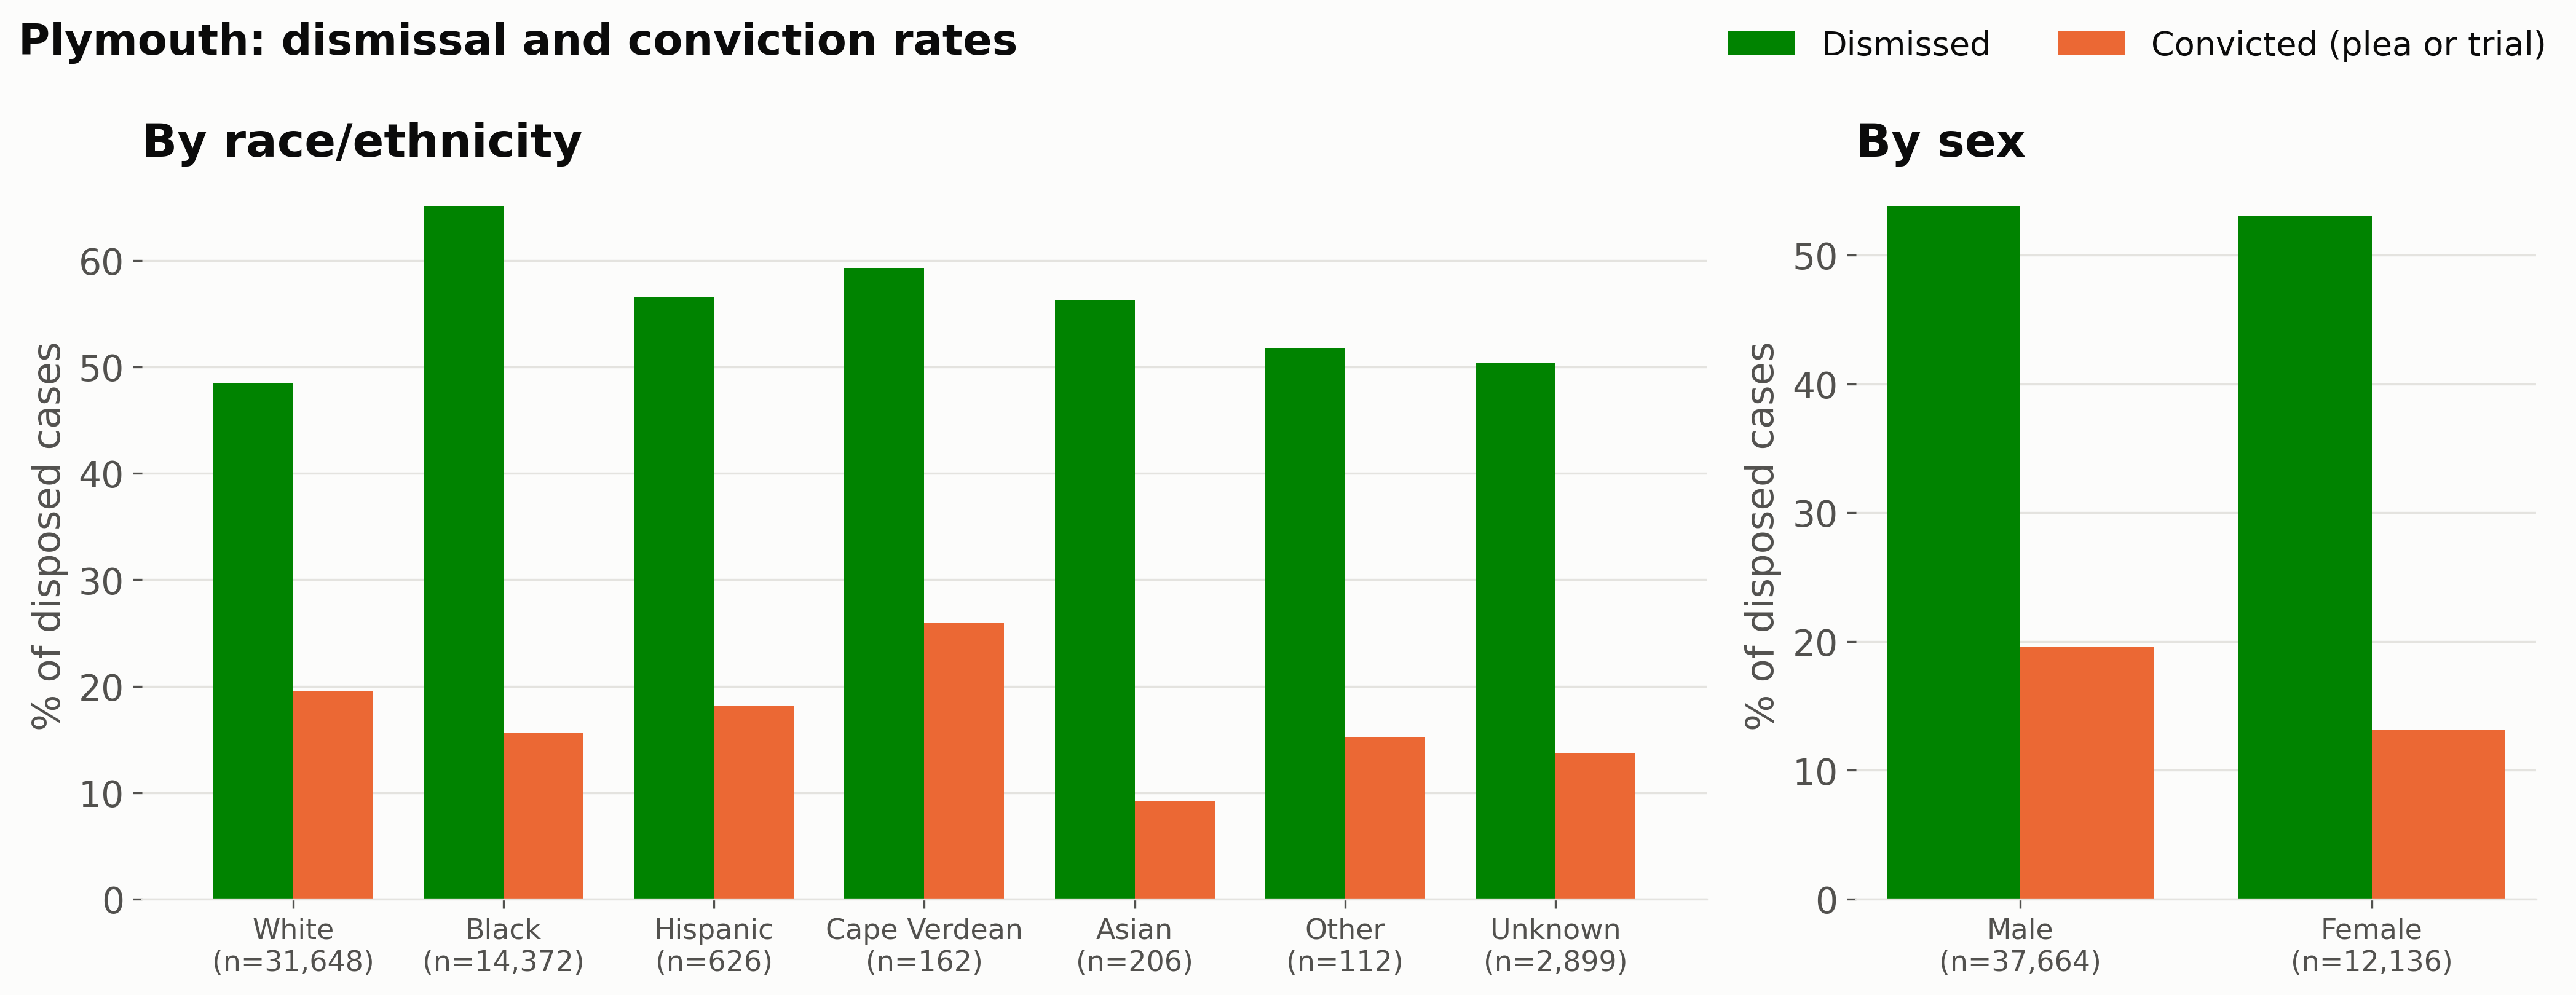 Plymouth: dismissal and conviction rates
Dismissed
Convicted (plea or trial)
By race/ethnicity
% of disposed cases
60
50
40
30
20
10
0
White
(n=31,648)
Black
(n=14,372)
Hispanic
(n=626)
Cape Verdean
(n=162)
Asian
(n=206)
Other
(n=112)
Unknown
(n=2,899)
By sex
% of disposed cases
50
40
30
20
10
0
Male
(n=37,664)
Female
(n=12,136)